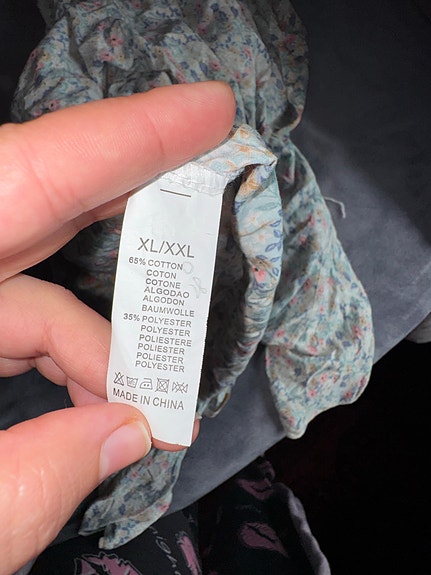 XL/XXL
65% COTTON
COTON
COTONE
ALGODAO
ALGODON
BAUMWOLLE
35% POLYESTER
POLYESTER
POLIESTERE
POLIESTER
POLIESTER
POLYESTER
MADE IN CHINA